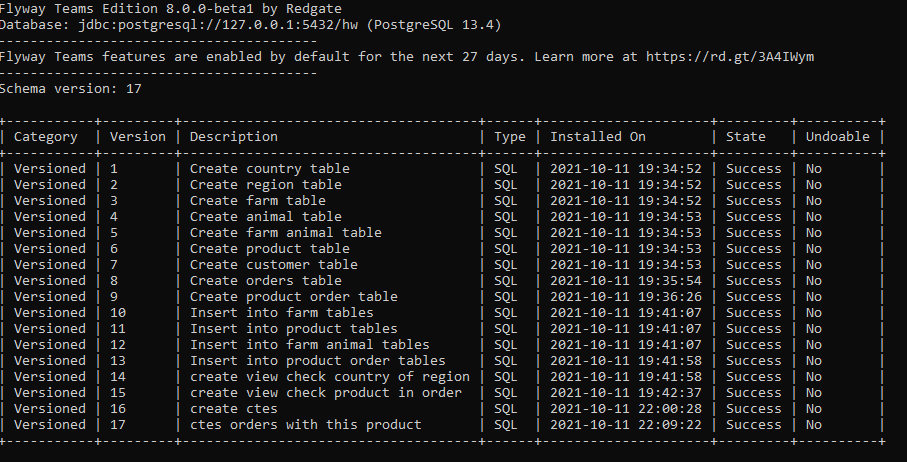 Flyway Teams Edition 8.0.0-beta1 by Redgate
Database: jdbc:postgresql://127.0.0.1:5432/hw (PostgreSQL 13.4)
----------------------------------------
Flyway Teams features are enabled by default for the next 27 days. Learn more at https://rd.gt/3A4IWym
----------------------------------------
Schema version: 17
+-----------+---------+-------------------------------------+------+---------------------+---------+----------+
| Category | Version | Description | Type | Installed On | State | Undoable |
+-----------+---------+-------------------------------------+------+---------------------+---------+----------+
| Versioned | 1 | Create country table | SQL | 2021-10-11 19:34:52 | Success | No |
| Versioned | 2 | Create region table | SQL | 2021-10-11 19:34:52 | Success | No |
| Versioned | 3 | Create farm table | SQL | 2021-10-11 19:34:52 | Success | No |
| Versioned | 4 | Create animal table | SQL | 2021-10-11 19:34:53 | Success | No |
| Versioned | 5 | Create farm animal table | SQL | 2021-10-11 19:34:53 | Success | No |
| Versioned | 6 | Create product table | SQL | 2021-10-11 19:34:53 | Success | No |
| Versioned | 7 | Create customer table | SQL | 2021-10-11 19:34:53 | Success | No |
| Versioned | 8 | Create orders table | SQL | 2021-10-11 19:35:54 | Success | No |
| Versioned | 9 | Create product order table | SQL | 2021-10-11 19:36:26 | Success | No |
| Versioned | 10 | Insert into farm tables | SQL | 2021-10-11 19:41:07 | Success | No |
| Versioned | 11 | Insert into product tables | SQL | 2021-10-11 19:41:07 | Success | No |
| Versioned | 12 | Insert into farm animal tables | SQL | 2021-10-11 19:41:07 | Success | No |
| Versioned | 13 | Insert into product order tables | SQL | 2021-10-11 19:41:58 | Success | No |
| Versioned | 14 | create view check country of region | SQL | 2021-10-11 19:41:58 | Success | No |
| Versioned | 15 | create view check product in order | SQL | 2021-10-11 19:42:37 | Success | No |
| Versioned | 16 | create ctes | SQL | 2021-10-11 22:00:28 | Success | No |
| Versioned | 17 | ctes orders with this product | SQL | 2021-10-11 22:09:22 | Success | No |
+-----------+---------+-------------------------------------+------+---------------------+---------+----------+